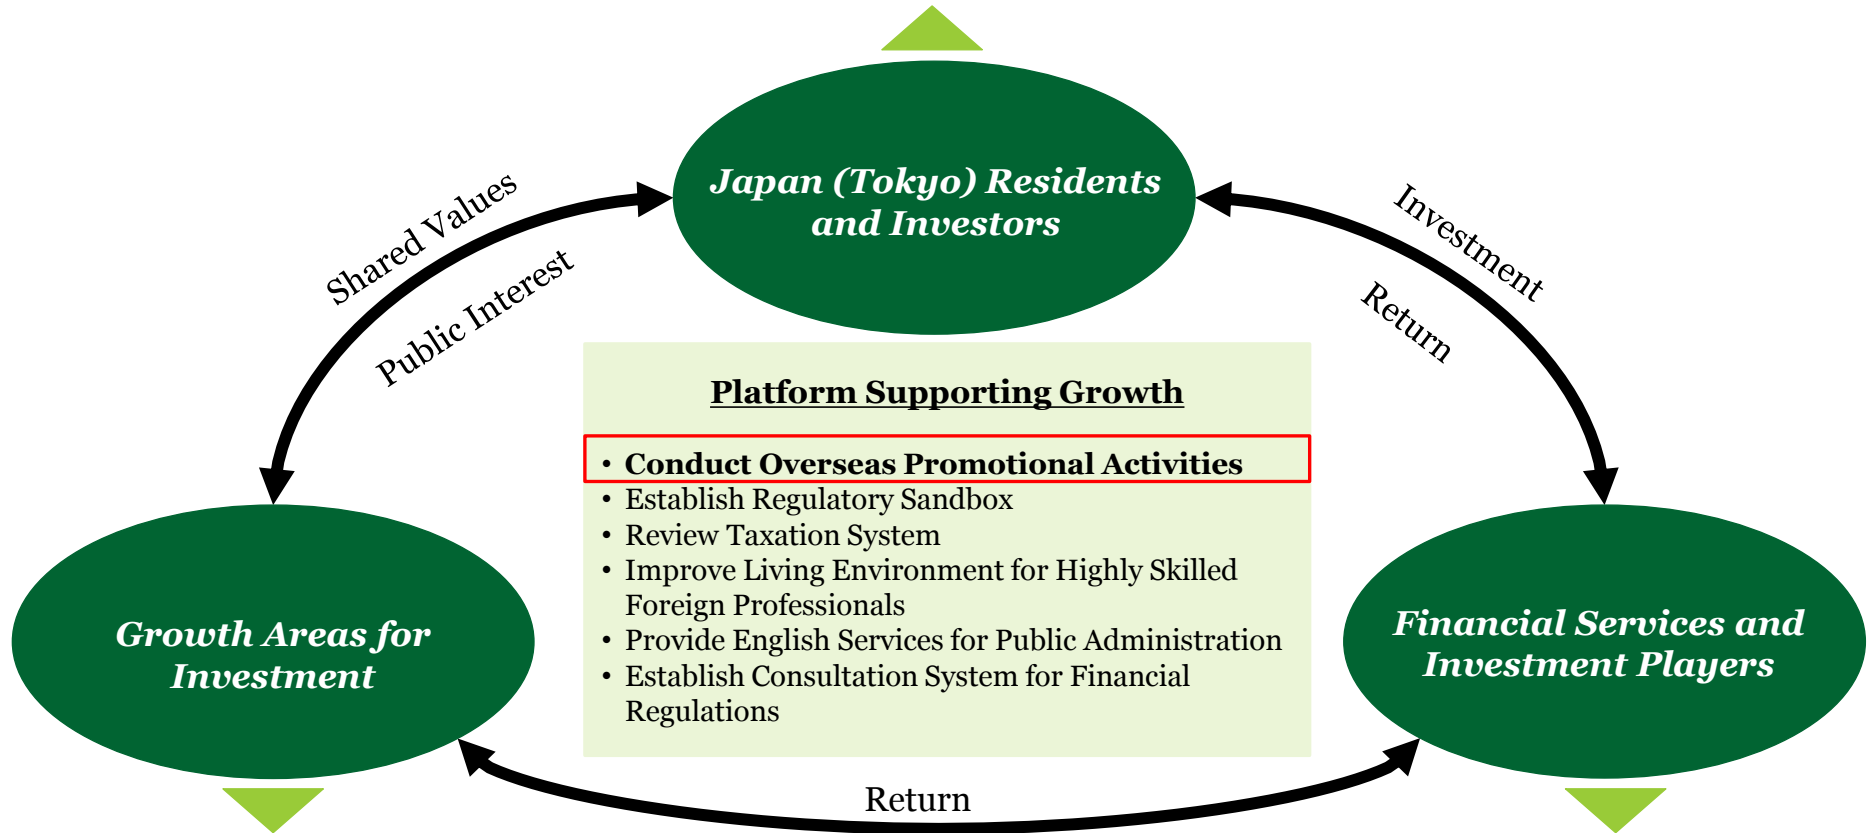 Japan (Tokyo) Residents
and Investors
Shared Values
Public Interest
Investment
Return
Platform Supporting Growth
• Conduct Overseas Promotional Activities
• Establish Regulatory Sandbox
• Review Taxation System
• Improve Living Environment for Highly Skilled
Foreign Professionals
• Provide English Services for Public Administration
• Establish Consultation System for Financial
Regulations
Growth Areas for
Investment
Financial Services and
Investment Players
Return